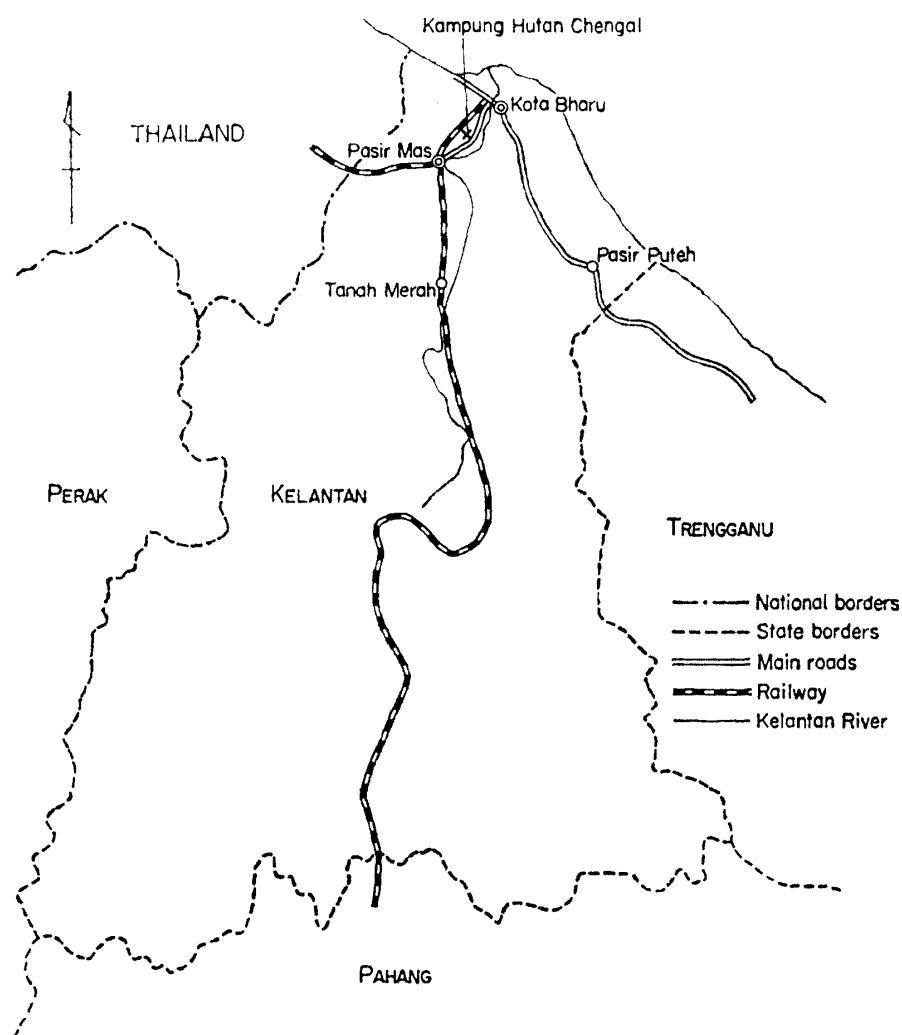 Kampung Hutan Chengal
Kota Bharu
THAILAND
Pasir Mas
Pasir Puteh
Tanah Merah
PERAK
KELANTAN
TRENGGANU
National borders
State borders
Main roads
Railway
Kelantan River
PAHANG